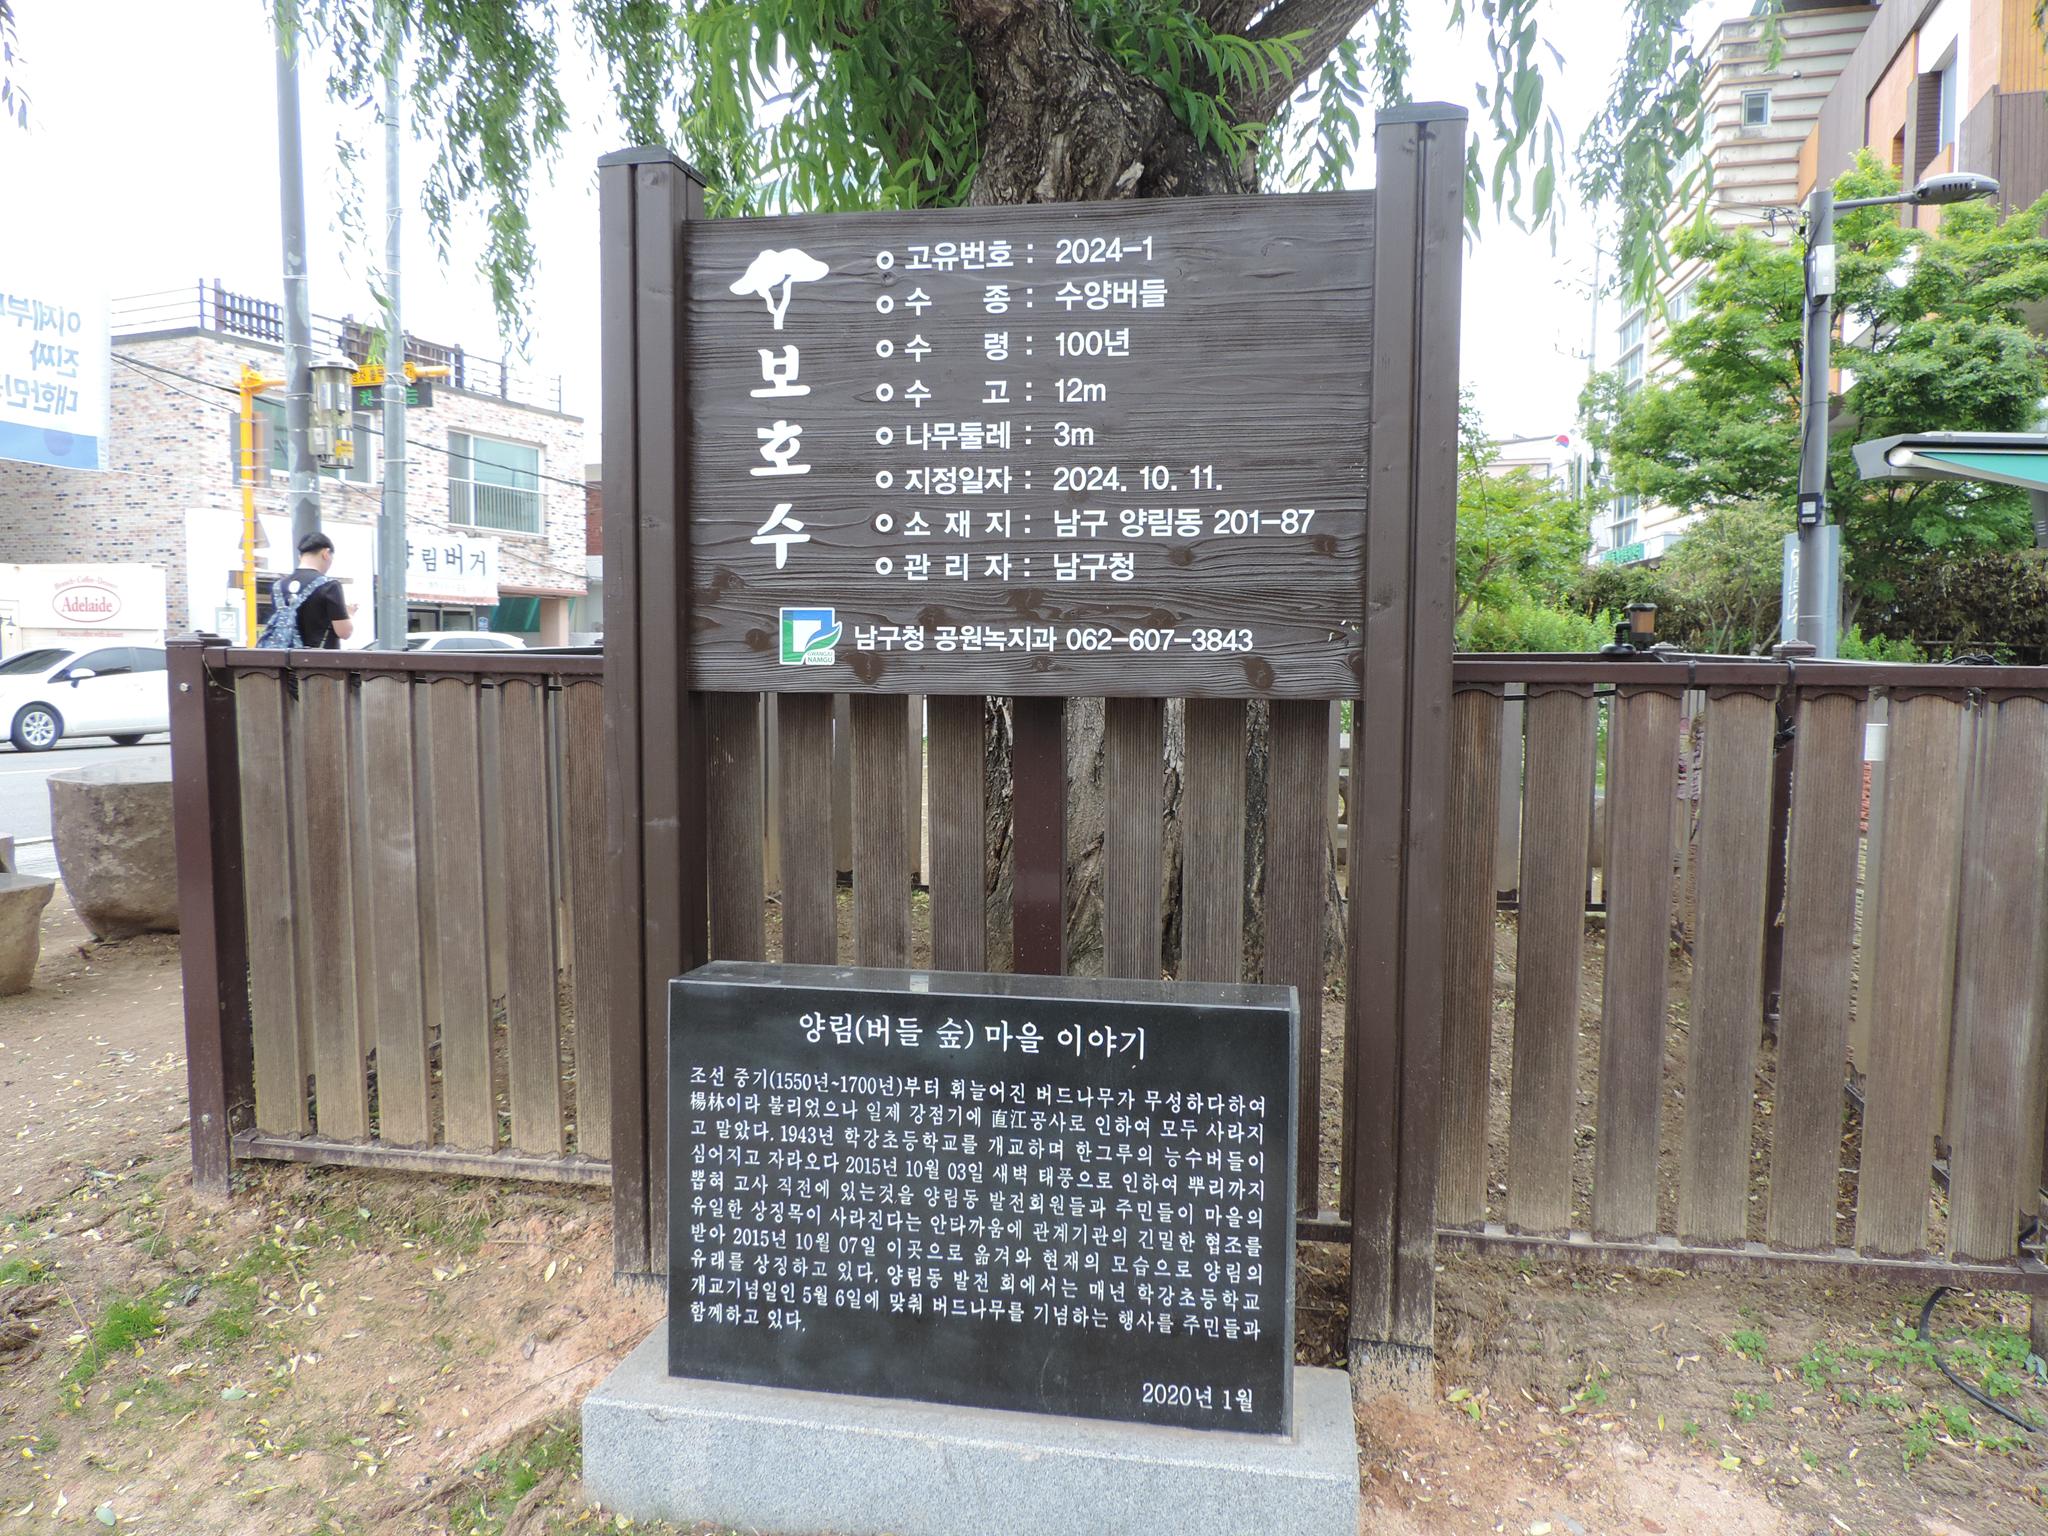 보호수
고유번호 : 2024-1
수 종 : 수양버들
수 령 : 100년
수 고 : 12m
나무둘레 : 3m
지정일자 : 2024. 10. 11.
소 재 지 : 남구 양림동 201-87
관 리 자 : 남구청
GWANGJU
NAMGU
남구청 공원녹지과 062-607-3843
양림(버들 숲) 마을 이야기
조선 중기(1550년~1700년)부터 휘늘어진 버드나무가 무성하다하여
楊林이라 불리었으나 일제 강점기에 直江공사로 인하여 모두 사라지
고 말았다. 1943년 학강초등학교를 개교하며 한그루의 능수버들이
심어지고 자라오다 2015년 10월 03일 새벽 태풍으로 인하여 뿌리까지
뽑혀 고사 직전에 있는것을 양림동 발전회원들과 주민들이 마을의
유일한 상징목이 사라진다는 안타까움에 관계기관의 긴밀한 협조를
받아 2015년 10월 07일 이곳으로 옮겨와 현재의 모습으로 양림의
유래를 상징하고 있다. 양림동 발전 회에서는 매년 학강초등학교
개교기념일인 5월 6일에 맞춰 버드나무를 기념하는 행사를 주민들과
함께하고 있다.
2020년 1월
양림버거
Brunch · Coffee · Dessert
Adelaide
이제부
진짜
대한민